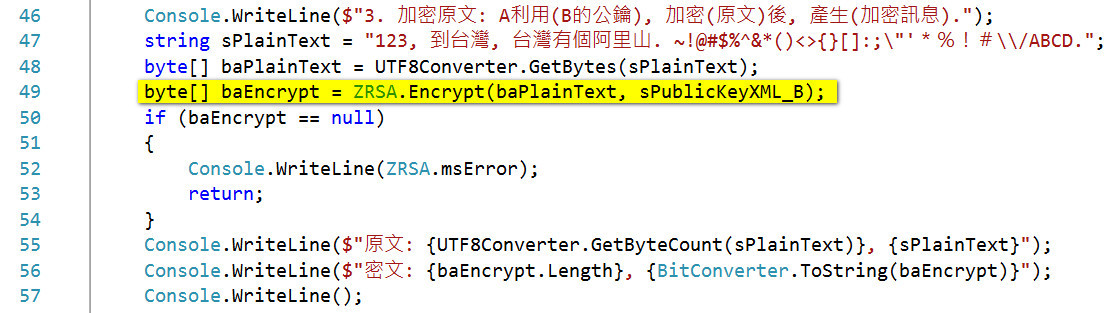 46 Console.WriteLine($"3. 加密原文: A利用(B的公鑰), 加密(原文)後, 產生(加密訊息).");
47 string sPlainText = "123, 到台灣, 台灣有個阿里山. ~!@#$%^&*()<>{}[]:;\"'＊％！＃\\/ABCD.";
48 byte[] baPlainText = UTF8Converter.GetBytes(sPlainText);
49 byte[] baEncrypt = ZRSA.Encrypt(baPlainText, sPublicKeyXML_B);
50 if (baEncrypt == null)
51 {
52 Console.WriteLine(ZRSA.msError);
53 return;
54 }
55 Console.WriteLine($"原文: {UTF8Converter.GetByteCount(sPlainText)}, {sPlainText}");
56 Console.WriteLine($"密文: {baEncrypt.Length}, {BitConverter.ToString(baEncrypt)}");
57 Console.WriteLine();